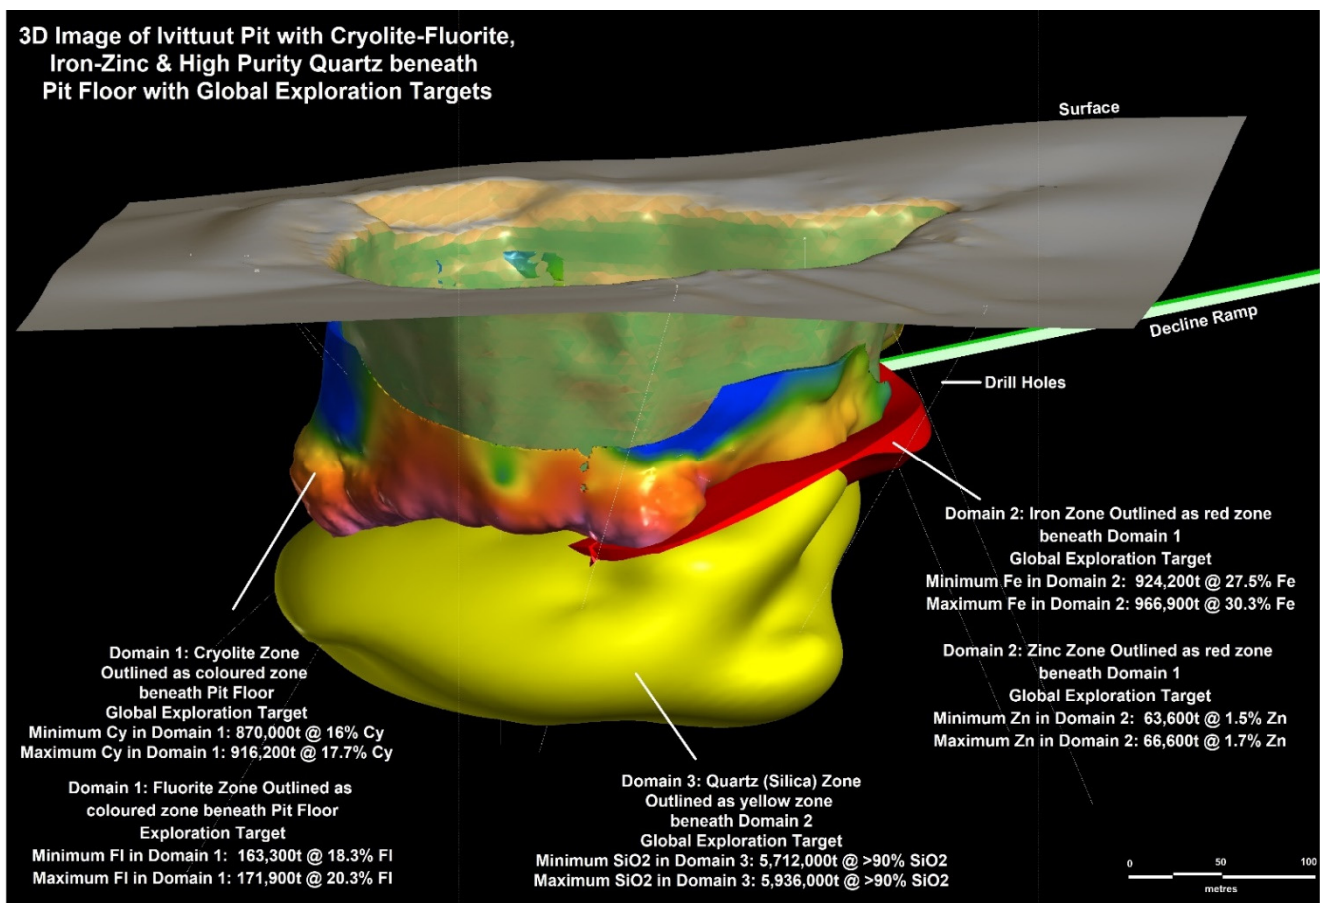 3D Image of Ivittuut Pit with Cryolite-Fluorite,
Iron-Zinc & High Purity Quartz beneath
Pit Floor with Global Exploration Targets
Surface
Decline Ramp
Drill Holes
Domain 2: Iron Zone Outlined as red zone
beneath Domain 1
Global Exploration Target
Minimum Fe in Domain 2: 924,200t @ 27.5% Fe
Maximum Fe in Domain 2: 966,900t @ 30.3% Fe
Domain 2: Zinc Zone Outlined as red zone
beneath Domain 1
Global Exploration Target
Minimum Zn in Domain 2: 63,600t @ 1.5% Zn
Maximum Zn in Domain 2: 66,600t @ 1.7% Zn
Domain 1: Cryolite Zone
Outlined as coloured zone
beneath Pit Floor
Global Exploration Target
Minimum Cy in Domain 1: 870,000t @ 16% Cy
Maximum Cy in Domain 1: 916,200t @ 17.7% Cy
Domain 1: Fluorite Zone Outlined as
coloured zone beneath Pit Floor
Exploration Target
Minimum Fl in Domain 1: 163,300t @ 18.3% Fl
Maximum Fl in Domain 1: 171,900t @ 20.3% Fl
Domain 3: Quartz (Silica) Zone
Outlined as yellow zone
beneath Domain 2
Global Exploration Target
Minimum SiO2 in Domain 3: 5,712,000t @ >90% SiO2
Maximum SiO2 in Domain 3: 5,936,000t @ >90% SiO2
0 50 100
metres